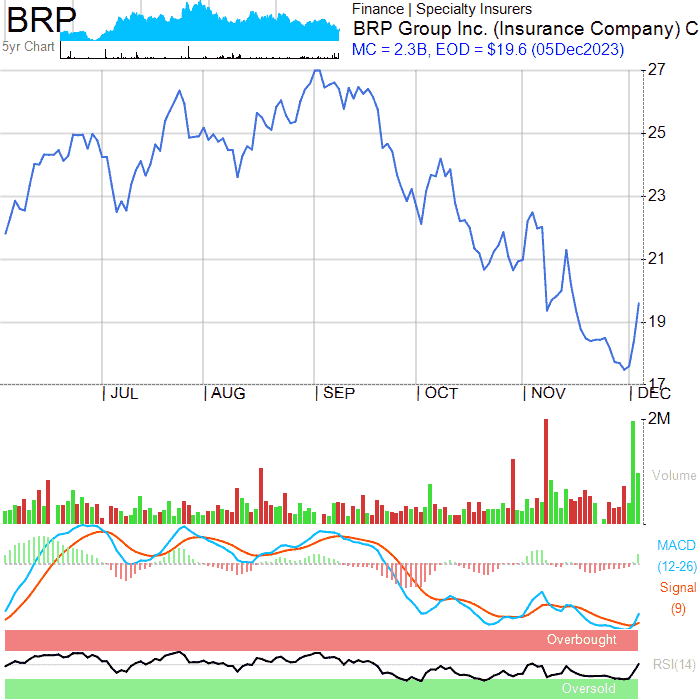 BRP
5yr Chart
Finance | Specialty Insurers
BRP Group Inc. (Insurance Company) C
MC = 2.3B, EOD = $19.6 (05Dec2023)
27
25
23
21
19
17
| JUL | AUG | SEP | OCT | NOV | DEC
2M
Volume
MACD
(12-26)
Signal
(9)
Overbought
RSI(14)
Oversold